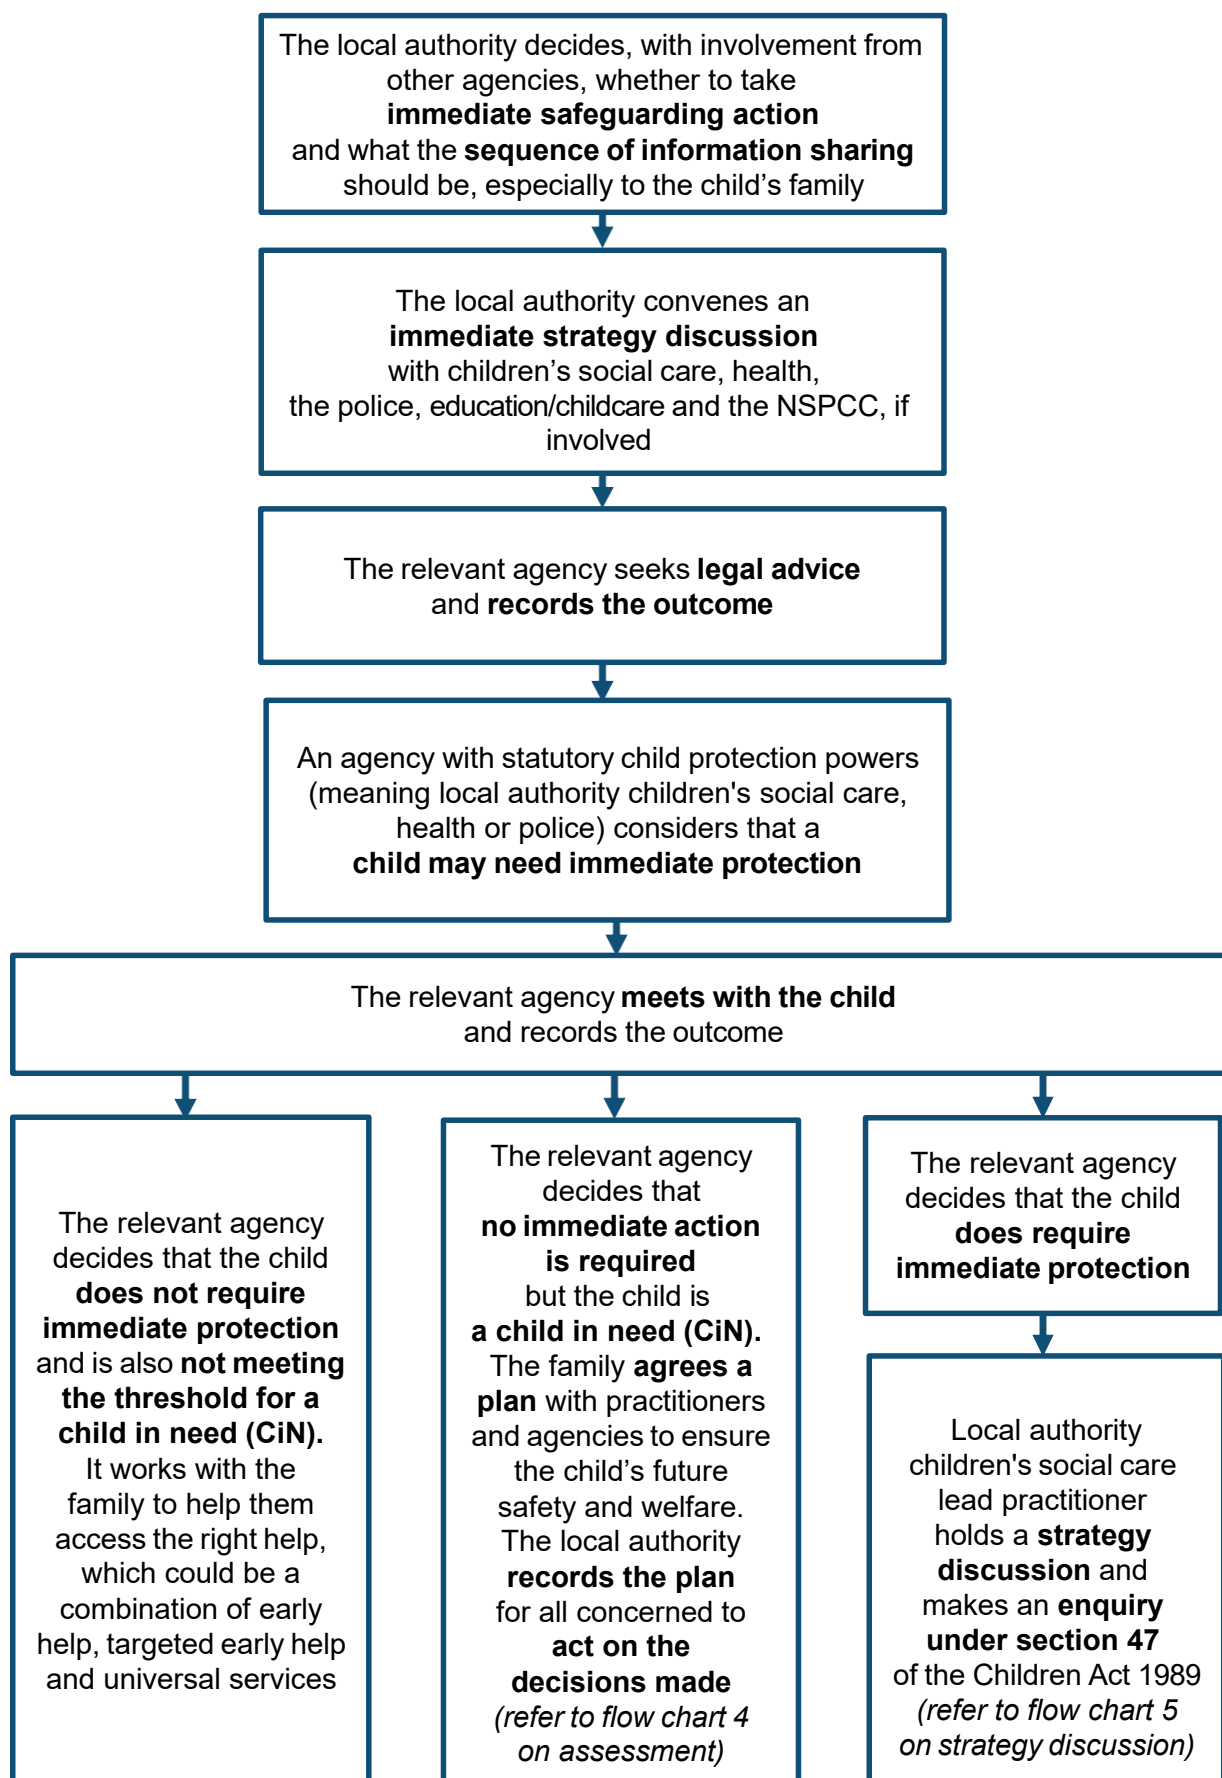 The local authority decides, with involvement from
other agencies, whether to take
immediate safeguarding action
and what the sequence of information sharing
should be, especially to the child’s family
The local authority convenes an
immediate strategy discussion
with children’s social care, health,
the police, education/childcare and the NSPCC, if
involved
The relevant agency seeks legal advice
and records the outcome
An agency with statutory child protection powers
(meaning local authority children's social care,
health or police) considers that a
child may need immediate protection
The relevant agency meets with the child
and records the outcome
The relevant agency
decides that the child
does not require
immediate protection
and is also not meeting
the threshold for a
child in need (CiN).
It works with the
family to help them
access the right help,
which could be a
combination of early
help, targeted early help
and universal services
The relevant agency
decides that
no immediate action
is required
but the child is
a child in need (CiN).
The family agrees a
plan with practitioners
and agencies to ensure
the child’s future
safety and welfare.
The local authority
records the plan
for all concerned to
act on the
decisions made
(refer to flow chart 4
on assessment)
The relevant agency
decides that the child
does require
immediate protection
Local authority
children's social care
lead practitioner
holds a strategy
discussion and
makes an enquiry
under section 47
of the Children Act 1989
(refer to flow chart 5
on strategy discussion)